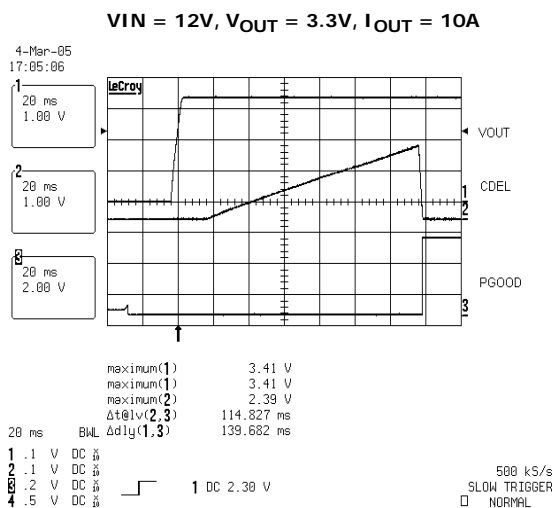 VIN = 12V, VOUT = 3.3V, IOUT = 10A
4-Mar-05
17:05:06
LeCroy
1
20 ms
1.00 V
2
20 ms
1.00 V
3
20 ms
2.00 V
VOUT
1
CDEL
2
PGOOD
3
maximum(1) 3.41 V
maximum(1) 3.41 V
maximum(2) 2.39 V
Δt@lv(2,3) 114.827 ms
Δdly(1,3) 139.682 ms
20 ms BWL
1 .1 V DC X10
2 .1 V DC X10
3 .2 V DC X10
4 .5 V DC X10
1 DC 2.30 V
500 kS/s
SLOW TRIGGER
NORMAL